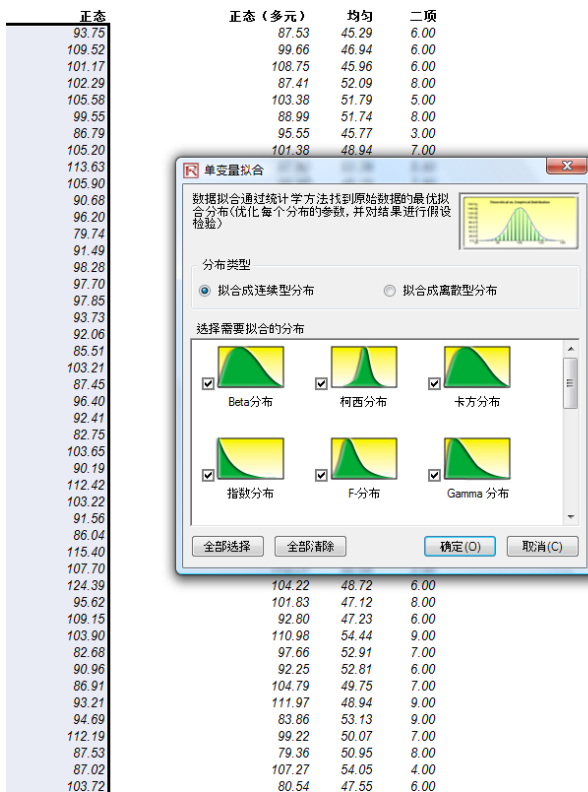 正态 正态（多元） 均匀 二项
93.75 87.53 45.29 6.00
109.52 99.66 46.94 6.00
101.17 108.75 45.96 6.00
102.29 87.41 52.09 8.00
105.58 103.38 51.79 5.00
99.55 88.99 51.74 8.00
86.79 95.55 45.77 3.00
105.20 101.38 48.94 7.00
113.63
105.90
90.68
96.20
79.74
91.49
98.28
97.70
97.85
93.73
92.06
85.51
103.21
87.45
96.40
92.41
82.75
103.65
90.19
112.42
103.22
91.56
86.04
115.40
107.70
单变量拟合
数据拟合通过统计学方法找到原始数据的最优拟
合分布(优化每个分布的参数,并对结果进行假设
检验)
分布类型
拟合成连续型分布 拟合成离散型分布
选择需要拟合的分布
Beta分布 柯西分布 卡方分布
指数分布 F-分布 Gamma 分布
全部选择 全部清除 确定(O) 取消(C)
124.39 104.22 48.72 6.00
95.62 101.83 47.12 8.00
109.15 92.80 47.23 6.00
103.90 110.98 54.44 9.00
82.68 97.66 52.91 7.00
90.96 92.25 52.81 6.00
86.91 104.79 49.75 7.00
93.21 111.97 48.94 9.00
94.69 83.86 53.13 9.00
112.19 99.22 50.07 7.00
87.53 79.36 50.95 8.00
87.02 107.27 54.05 4.00
103.72 80.54 47.55 6.00